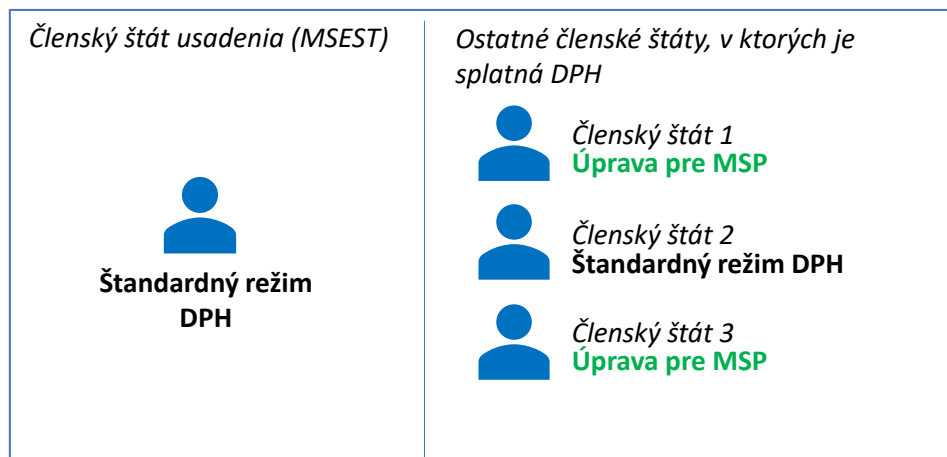 Členský štát usadenia (MSEST)
Štandardný režim
DPH
Ostatné členské štáty, v ktorých je
splatná DPH
Členský štát 1
Úprava pre MSP
Členský štát 2
Štandardný režim DPH
Členský štát 3
Úprava pre MSP